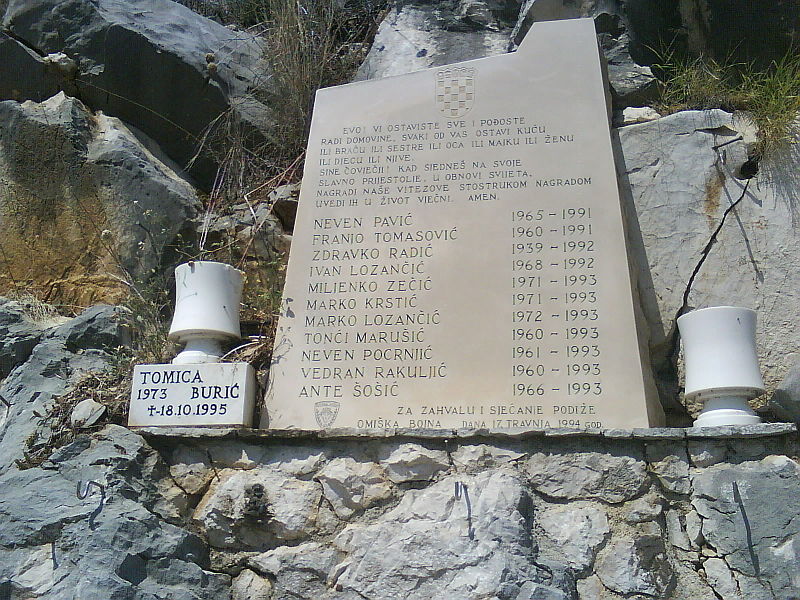 EVO! VI OSTAVISTE SVE I POĐOSTE
RADI DOMOVINE, SVAKI OD VAS OSTAVI KUĆU
ILI BRAĆU ILI SESTRE ILI OCA ILI MAJKU ILI ŽENU
ILI DJECU ILI NJIVE.
SINE ČOVJEČJI! KAD SJEDNEŠ NA SVOJE
SLAVNO PRIJESTOLJE, U OBNOVI SVIJETA,
NAGRADI NAŠE VITEZOVE STOSTRUKOM NAGRADOM
UVEDI IH U ŽIVOT VJEČNI. AMEN.
NEVEN PAVIĆ 1965 - 1991
FRANJO TOMASOVIĆ 1960 - 1991
ZDRAVKO RADIĆ 1939 - 1992
IVAN LOZANČIĆ 1968 - 1992
MILJENKO ZEČIĆ 1971 - 1993
MARKO KRSTIĆ 1971 - 1993
MARKO LOZANČIĆ 1972 - 1993
TONČI MARUŠIĆ 1960 - 1993
NEVEN POCRNJIĆ 1961 - 1993
VEDRAN RAKULJIĆ 1960 - 1993
ANTE ŠOŠIĆ 1966 - 1993
ZA ZAHVALU I SJEĆANJE PODIŽE
OMIŠKA BOJNA DANA 17. TRAVNJA 1994 GOD.
TOMICA
1973 BURIĆ
✝-18.10.1995